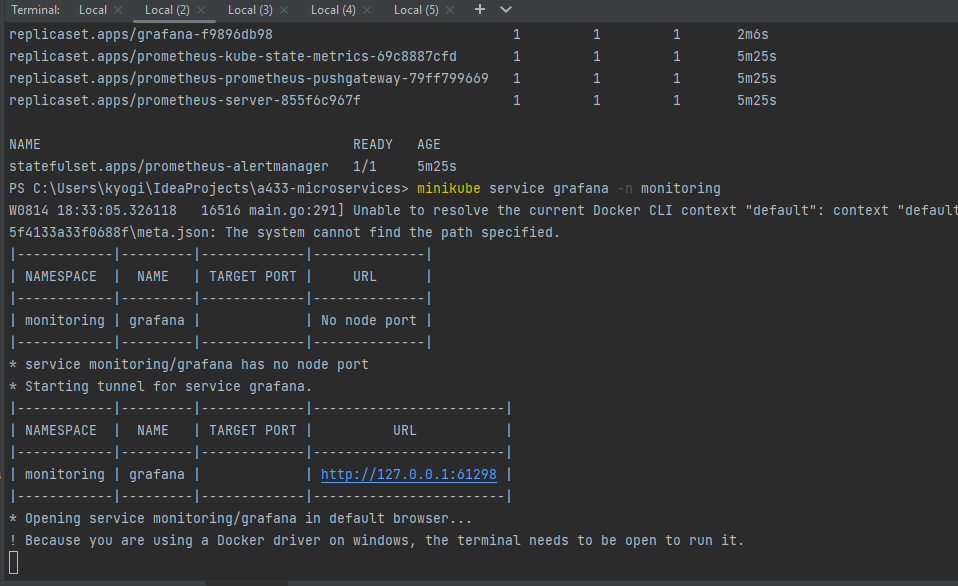 Terminal: Local × Local (2) × Local (3) × Local (4) × Local (5) × +
replicaset.apps/grafana-f9896db98 1 1 1 2m6s
replicaset.apps/prometheus-kube-state-metrics-69c8887cfd 1 1 1 5m25s
replicaset.apps/prometheus-prometheus-pushgateway-79ff799669 1 1 1 5m25s
replicaset.apps/prometheus-server-855f6c967f 1 1 1 5m25s
NAME READY AGE
statefulset.apps/prometheus-alertmanager 1/1 5m25s
PS C:\Users\kyogi\IdeaProjects\a433-microservices> minikube service grafana -n monitoring
W0814 18:33:05.326118 16516 main.go:291] Unable to resolve the current Docker CLI context "default": context "default
5f4133a33f0688f\meta.json: The system cannot find the path specified.
|------------|---------|-------------|--------------|
| NAMESPACE | NAME | TARGET PORT | URL |
|------------|---------|-------------|--------------|
| monitoring | grafana | | No node port |
|------------|---------|-------------|--------------|
* service monitoring/grafana has no node port
* Starting tunnel for service grafana.
|------------|---------|-------------|------------------------|
| NAMESPACE | NAME | TARGET PORT | URL |
|------------|---------|-------------|------------------------|
| monitoring | grafana | | http://127.0.0.1:61298 |
|------------|---------|-------------|------------------------|
* Opening service monitoring/grafana in default browser...
! Because you are using a Docker driver on windows, the terminal needs to be open to run it.